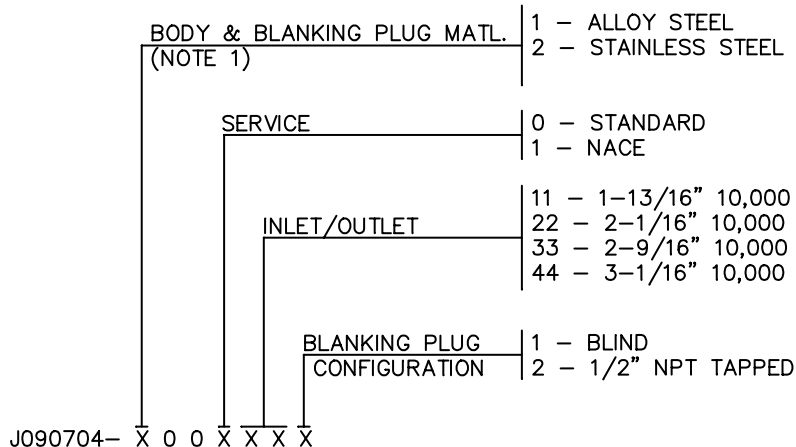 BODY & BLANKING PLUG MATL.
(NOTE 1)
1 – ALLOY STEEL
2 – STAINLESS STEEL
SERVICE
0 – STANDARD
1 – NACE
INLET/OUTLET
11 – 1–13/16" 10,000
22 – 2–1/16" 10,000
33 – 2–9/16" 10,000
44 – 3–1/16" 10,000
BLANKING PLUG
CONFIGURATION
1 – BLIND
2 – 1/2" NPT TAPPED
J090704– X 0 0 X X X X